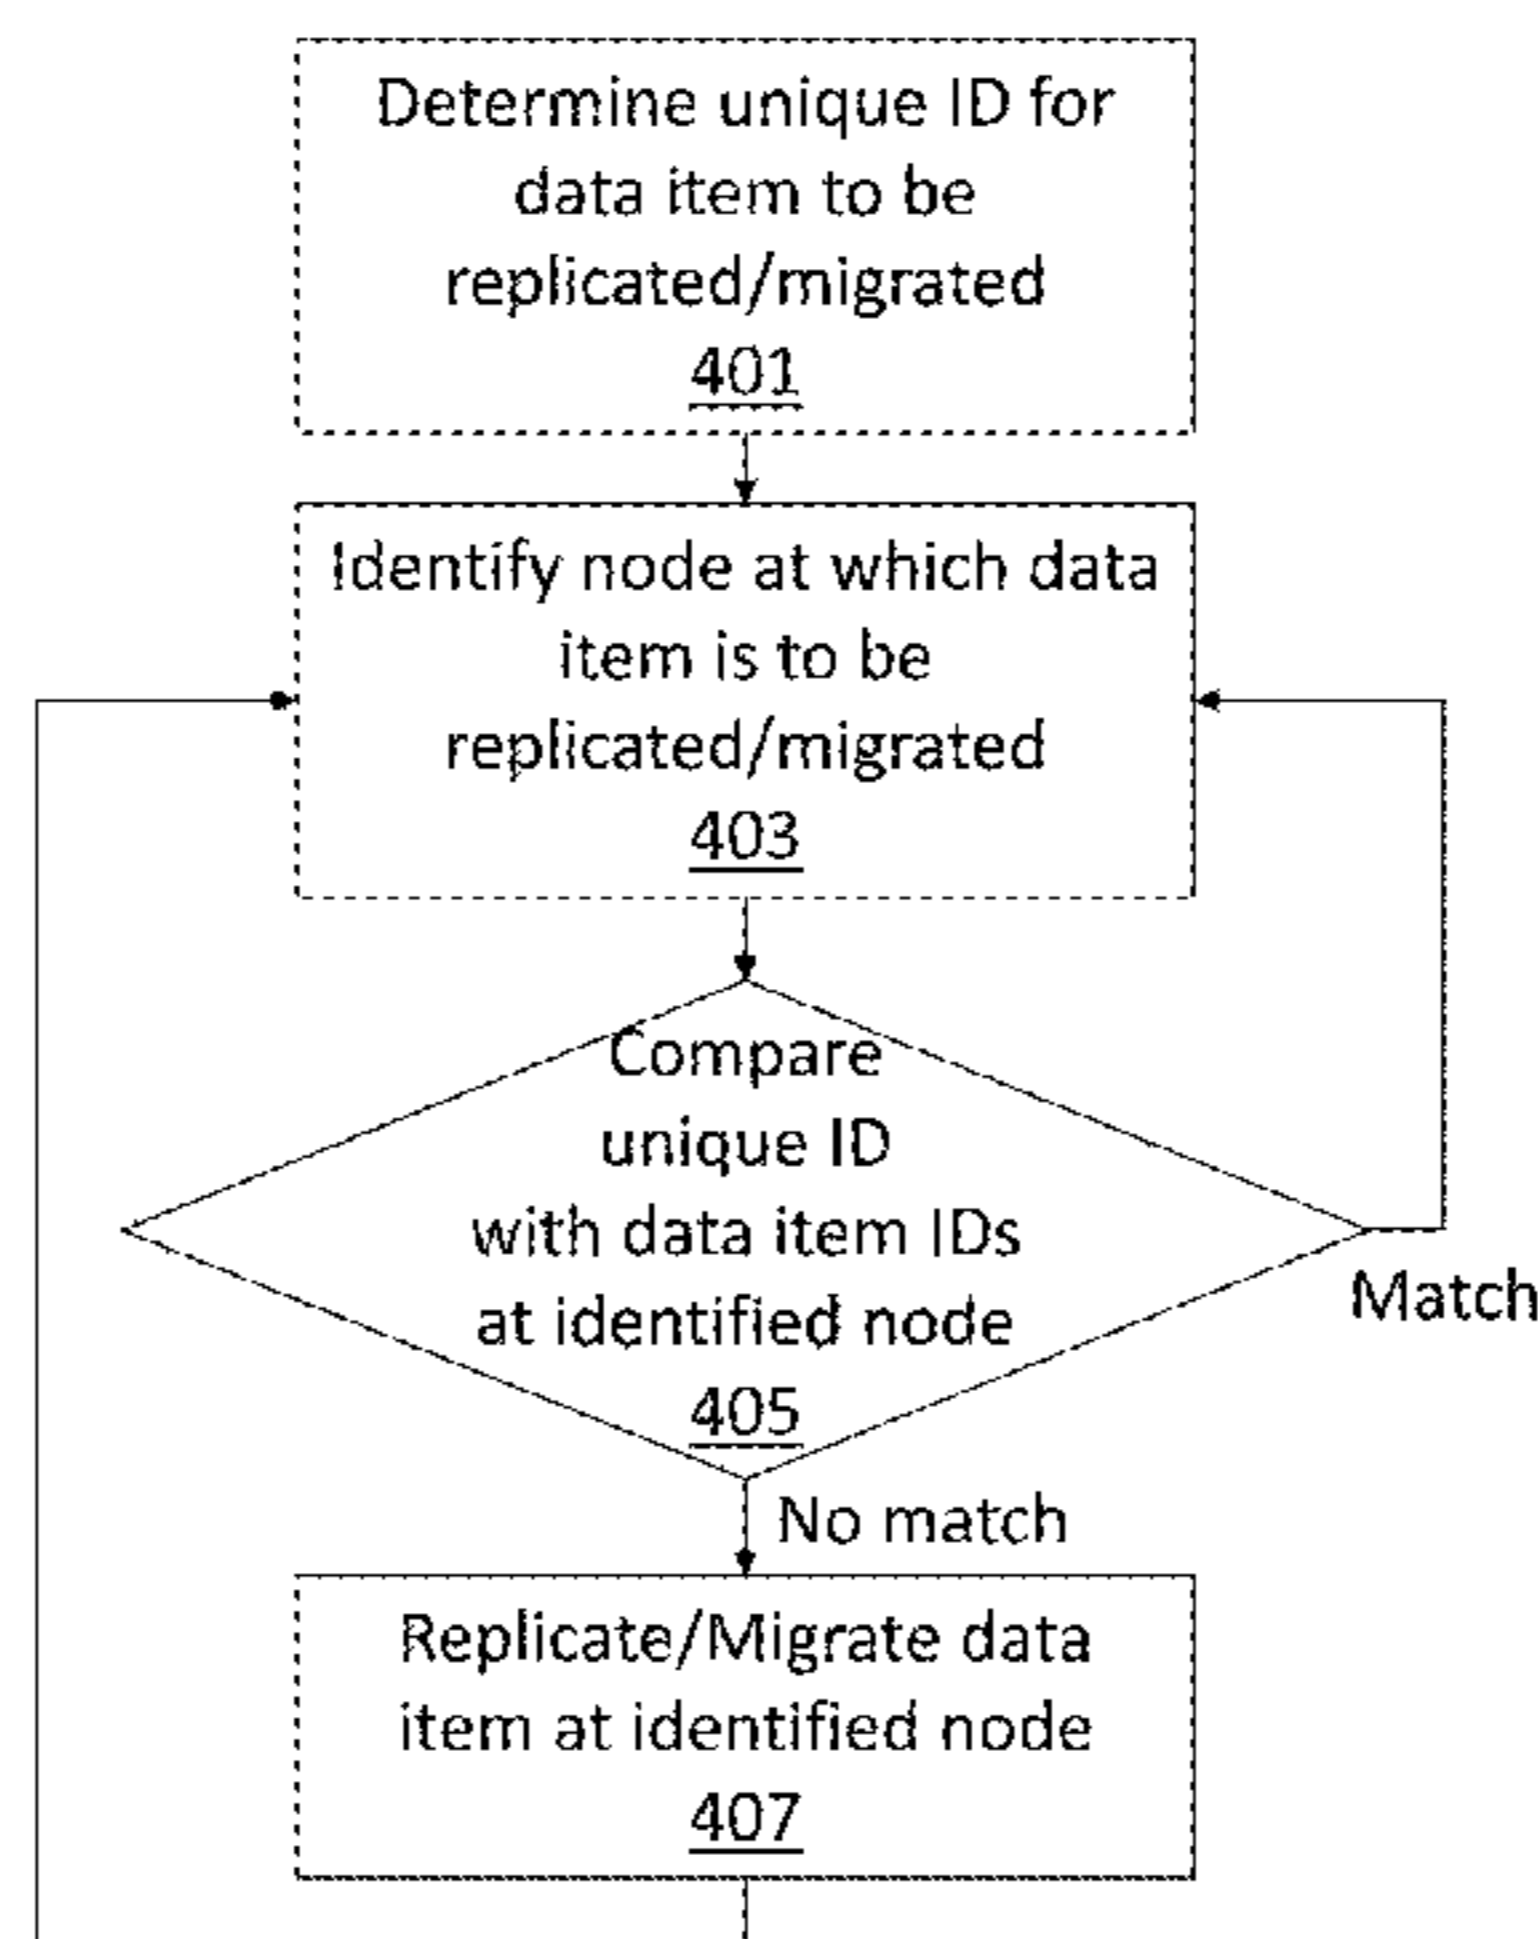 Determine unique ID for
data item to be
replicated/migrated
401
Identify node at which data
item is to be
replicated/migrated
403
Compare
unique ID
with data item IDs
at identified node
405
Match
No match
Replicate/Migrate data
item at identified node
407